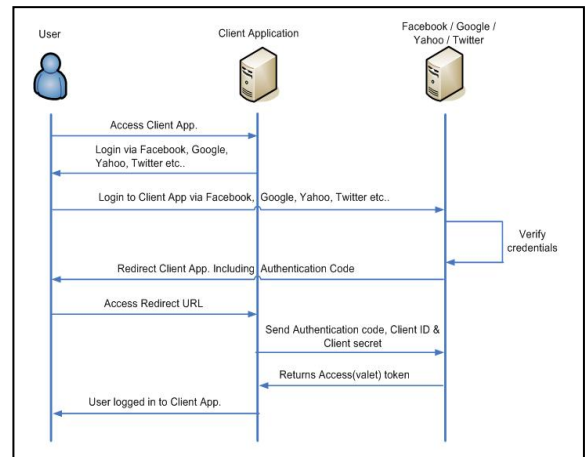 User
Client Application
Facebook / Google /
Yahoo / Twitter
Access Client App.
Login via Facebook, Google,
Yahoo, Twitter etc..
Login to Client App via Facebook, Google, Yahoo, Twitter etc..
Verify
credentials
Redirect Client App. Including Authentication Code
Access Redirect URL
Send Authentication code, Client ID &
Client secret
Returns Access(valet) token
User logged in to Client App.